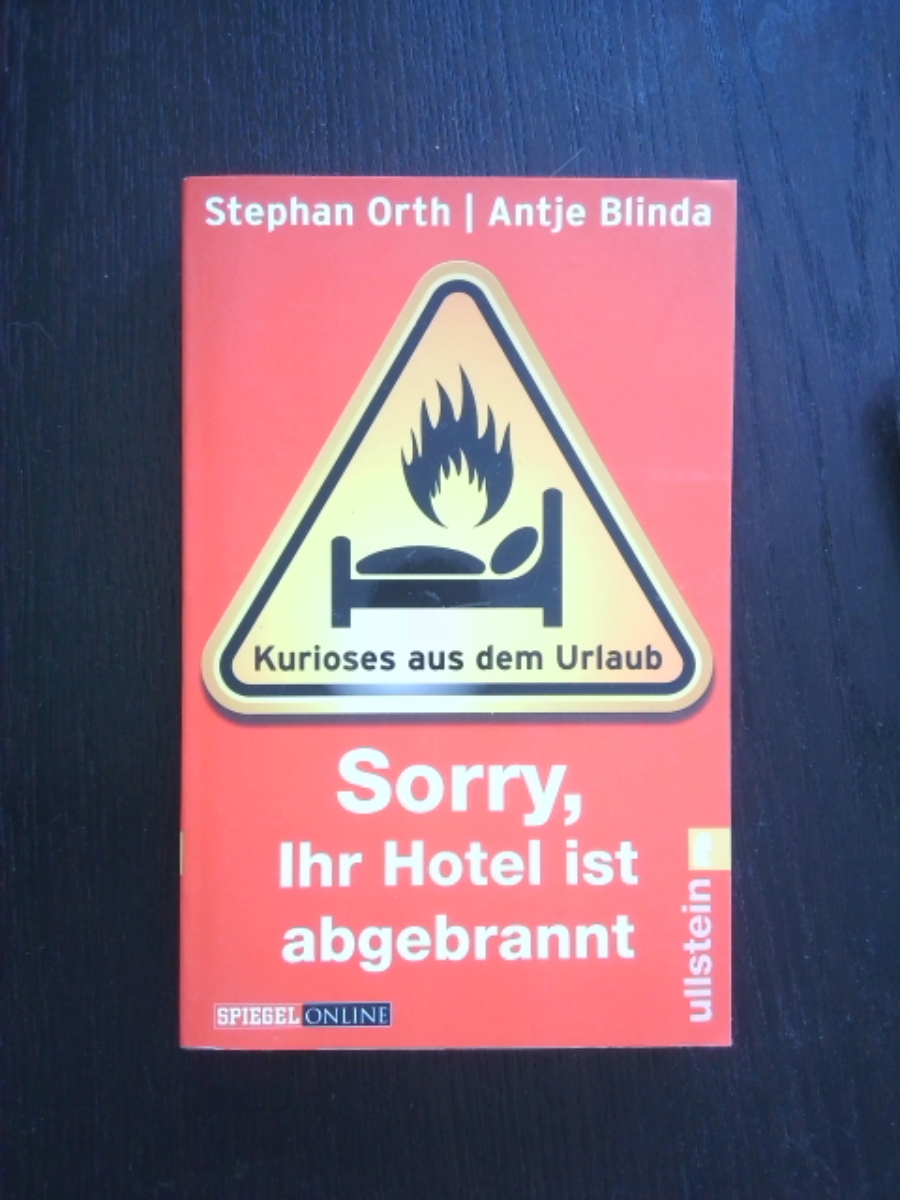 Stephan Orth | Antje Blinda
Kurioses aus dem Urlaub
Sorry,
Ihr Hotel ist
abgebrannt
ullstein
SPIEGEL ONLINE